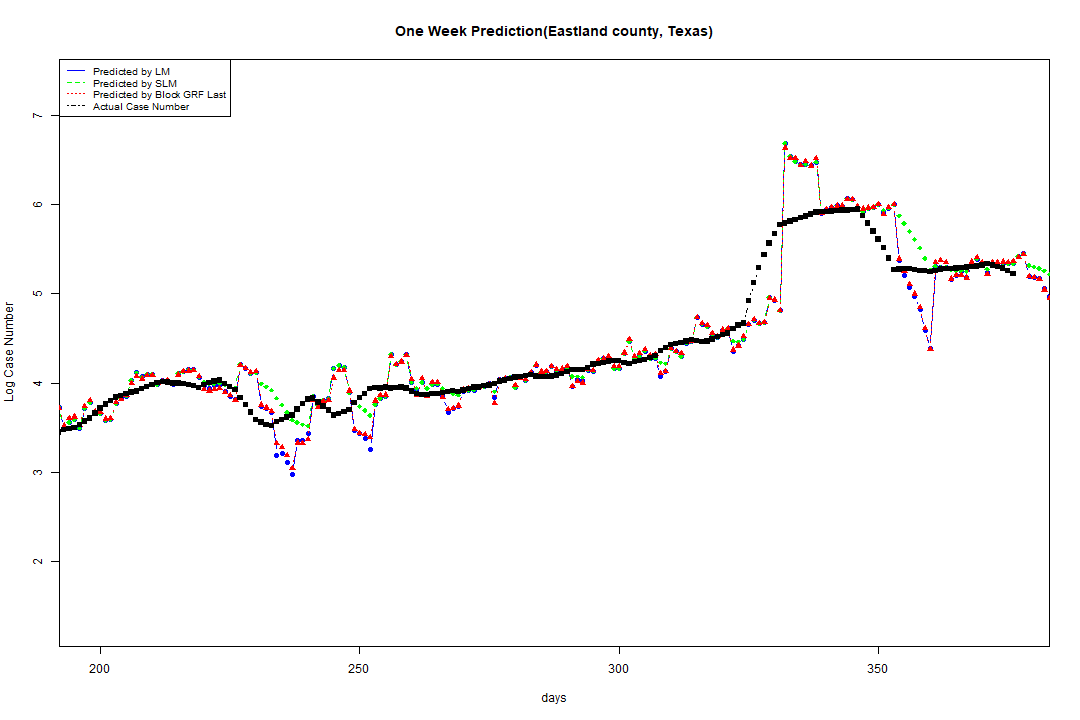 One Week Prediction(Eastland county, Texas)
Predicted by LM
Predicted by SLM
Predicted by Block GRF Last
Actual Case Number
7
6
5
4
3
2
Log Case Number
200
250
300
350
days